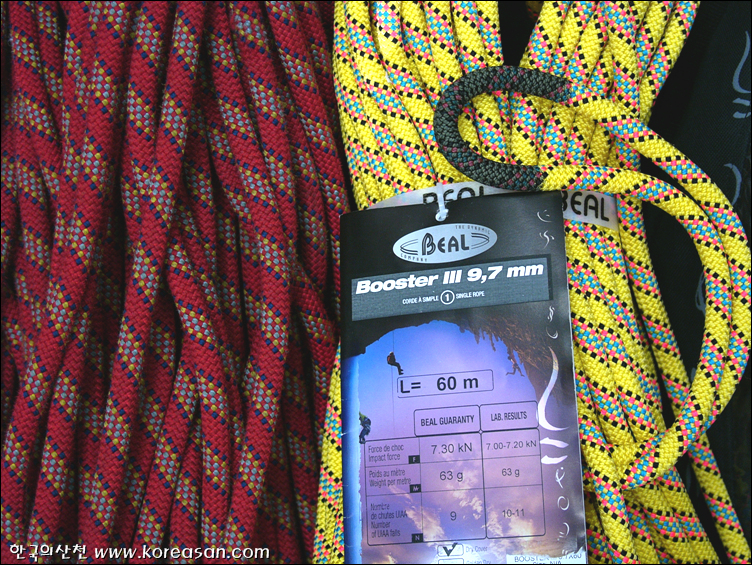 BEAL
BEAL
THE DYNAMIC
BEAL
COMPANY
Booster III 9,7 mm
CORDE À SIMPLE 1 SINGLE ROPE
L= 60 m
BEAL GUARANTY LAB. RESULTS
Force de choc
Impact force F 7.30 kN 7.00-7.20 kN
Poids au mètre
Weight per metre M 63 g 63 g
Nombre
de chutes UIAA
Number
of UIAA falls N 9 10-11
Dry Cover
한국의산천 www.koreasan.com